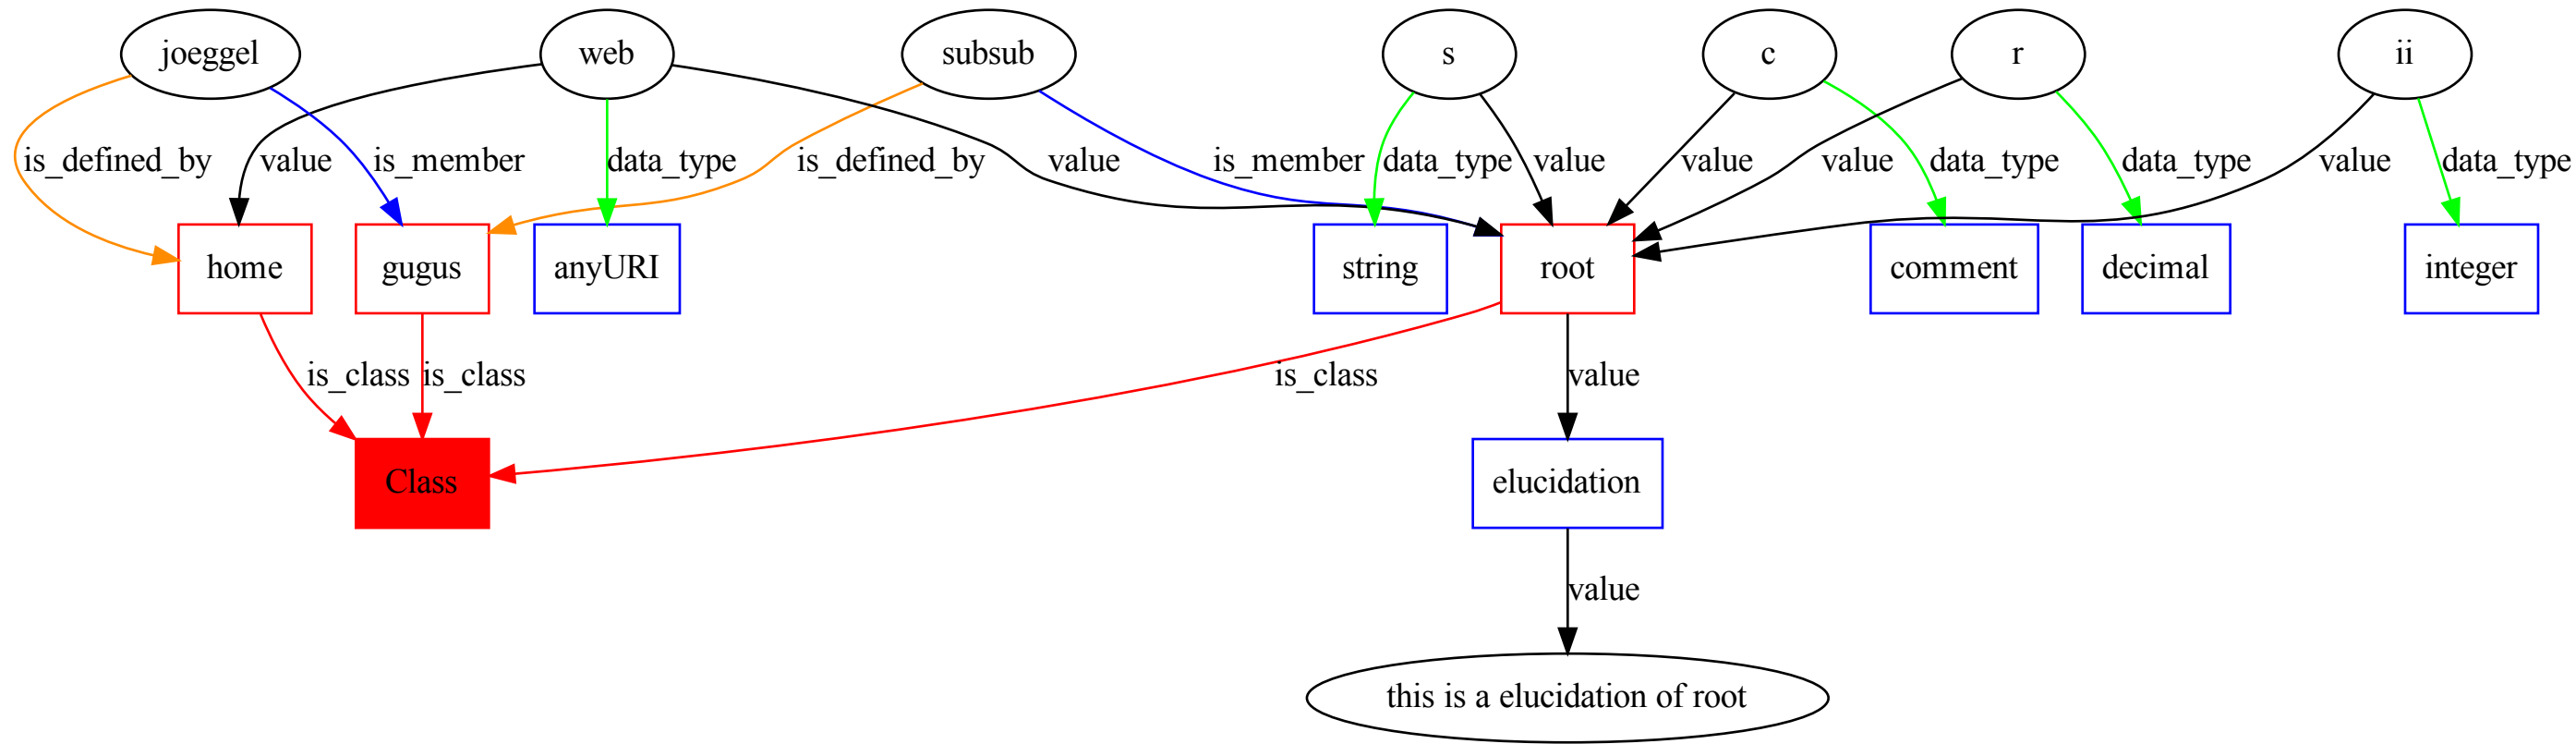 joeggel
web
subsub
s
c
r
ii
is_defined_by
value
is_member
data_type
is_defined_by
value
is_member
data_type
value
value
value
data_type
data_type
value
data_type
home
gugus
anyURI
string
root
comment
decimal
integer
is_class
is_class
is_class
value
Class
elucidation
value
this is a elucidation of root